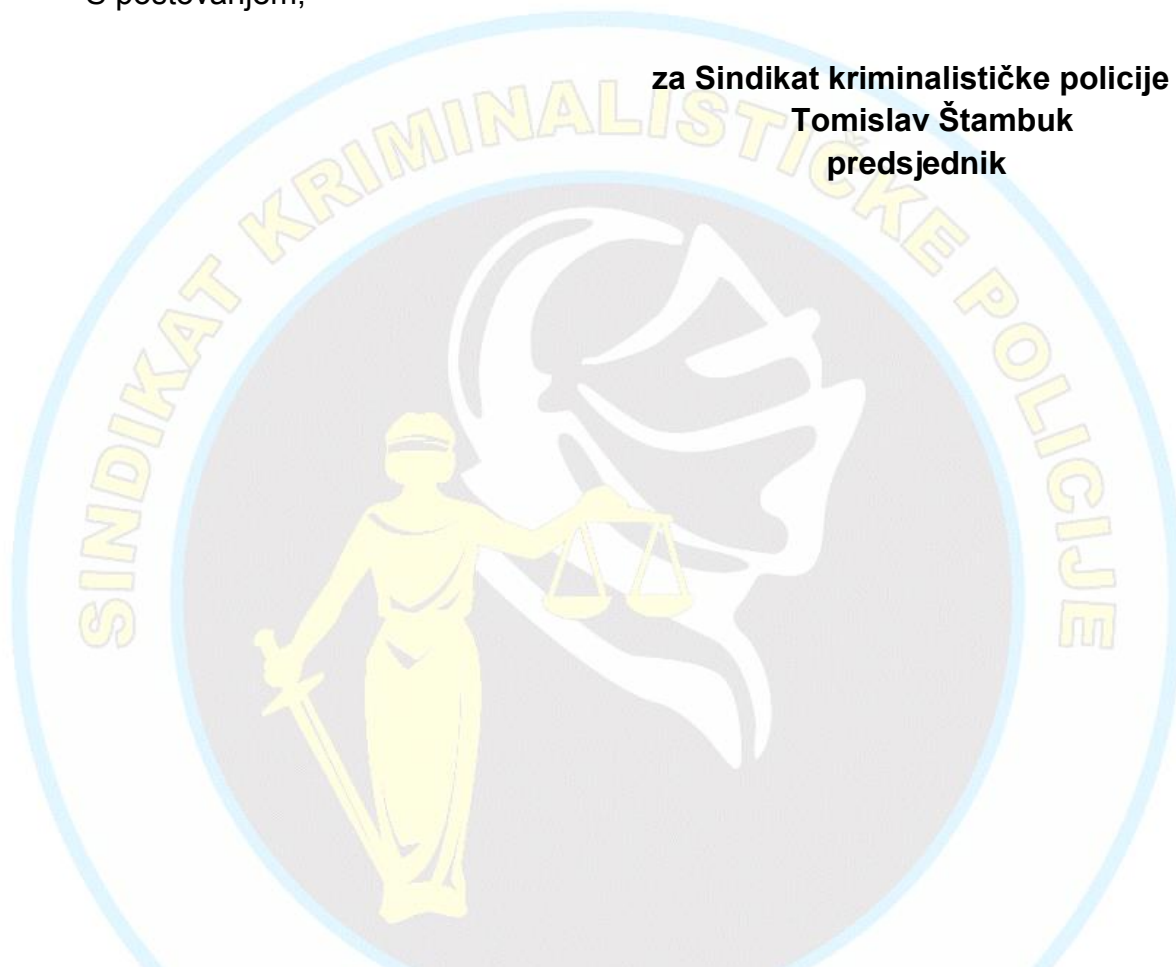 S poštovanjem,
za Sindikat kriminalističke policije
Tomislav Štambuk
predsjednik
SINDIKAT KRIMINALISTIČKE POLICIJE